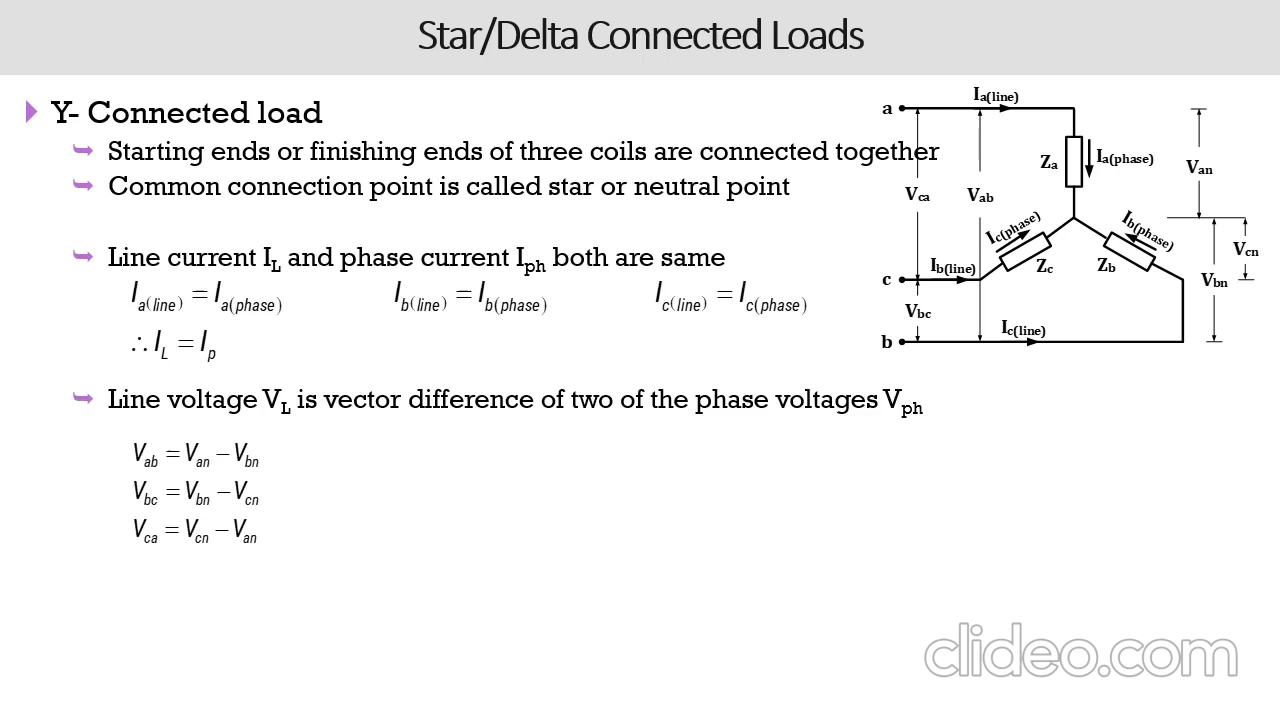 Star/Delta Connected Loads
Y- Connected load
Starting ends or finishing ends of three coils are connected together
Common connection point is called star or neutral point
Line current I_L and phase current I_ph both are same
I_a(line) = I_a(phase)
I_b(line) = I_b(phase)
I_c(line) = I_c(phase)
∴ I_L = I_p
Line voltage V_L is vector difference of two of the phase voltages V_ph
V_ab = V_an − V_bn
V_bc = V_bn − V_cn
V_ca = V_cn − V_an
I_a(line)
a
Z_a
I_a(phase)
V_an
V_ca
V_ab
I_c(phase)
I_b(phase)
V_cn
I_b(line)
Z_c
Z_b
V_bn
c
V_bc
I_c(line)
b
clideo.com